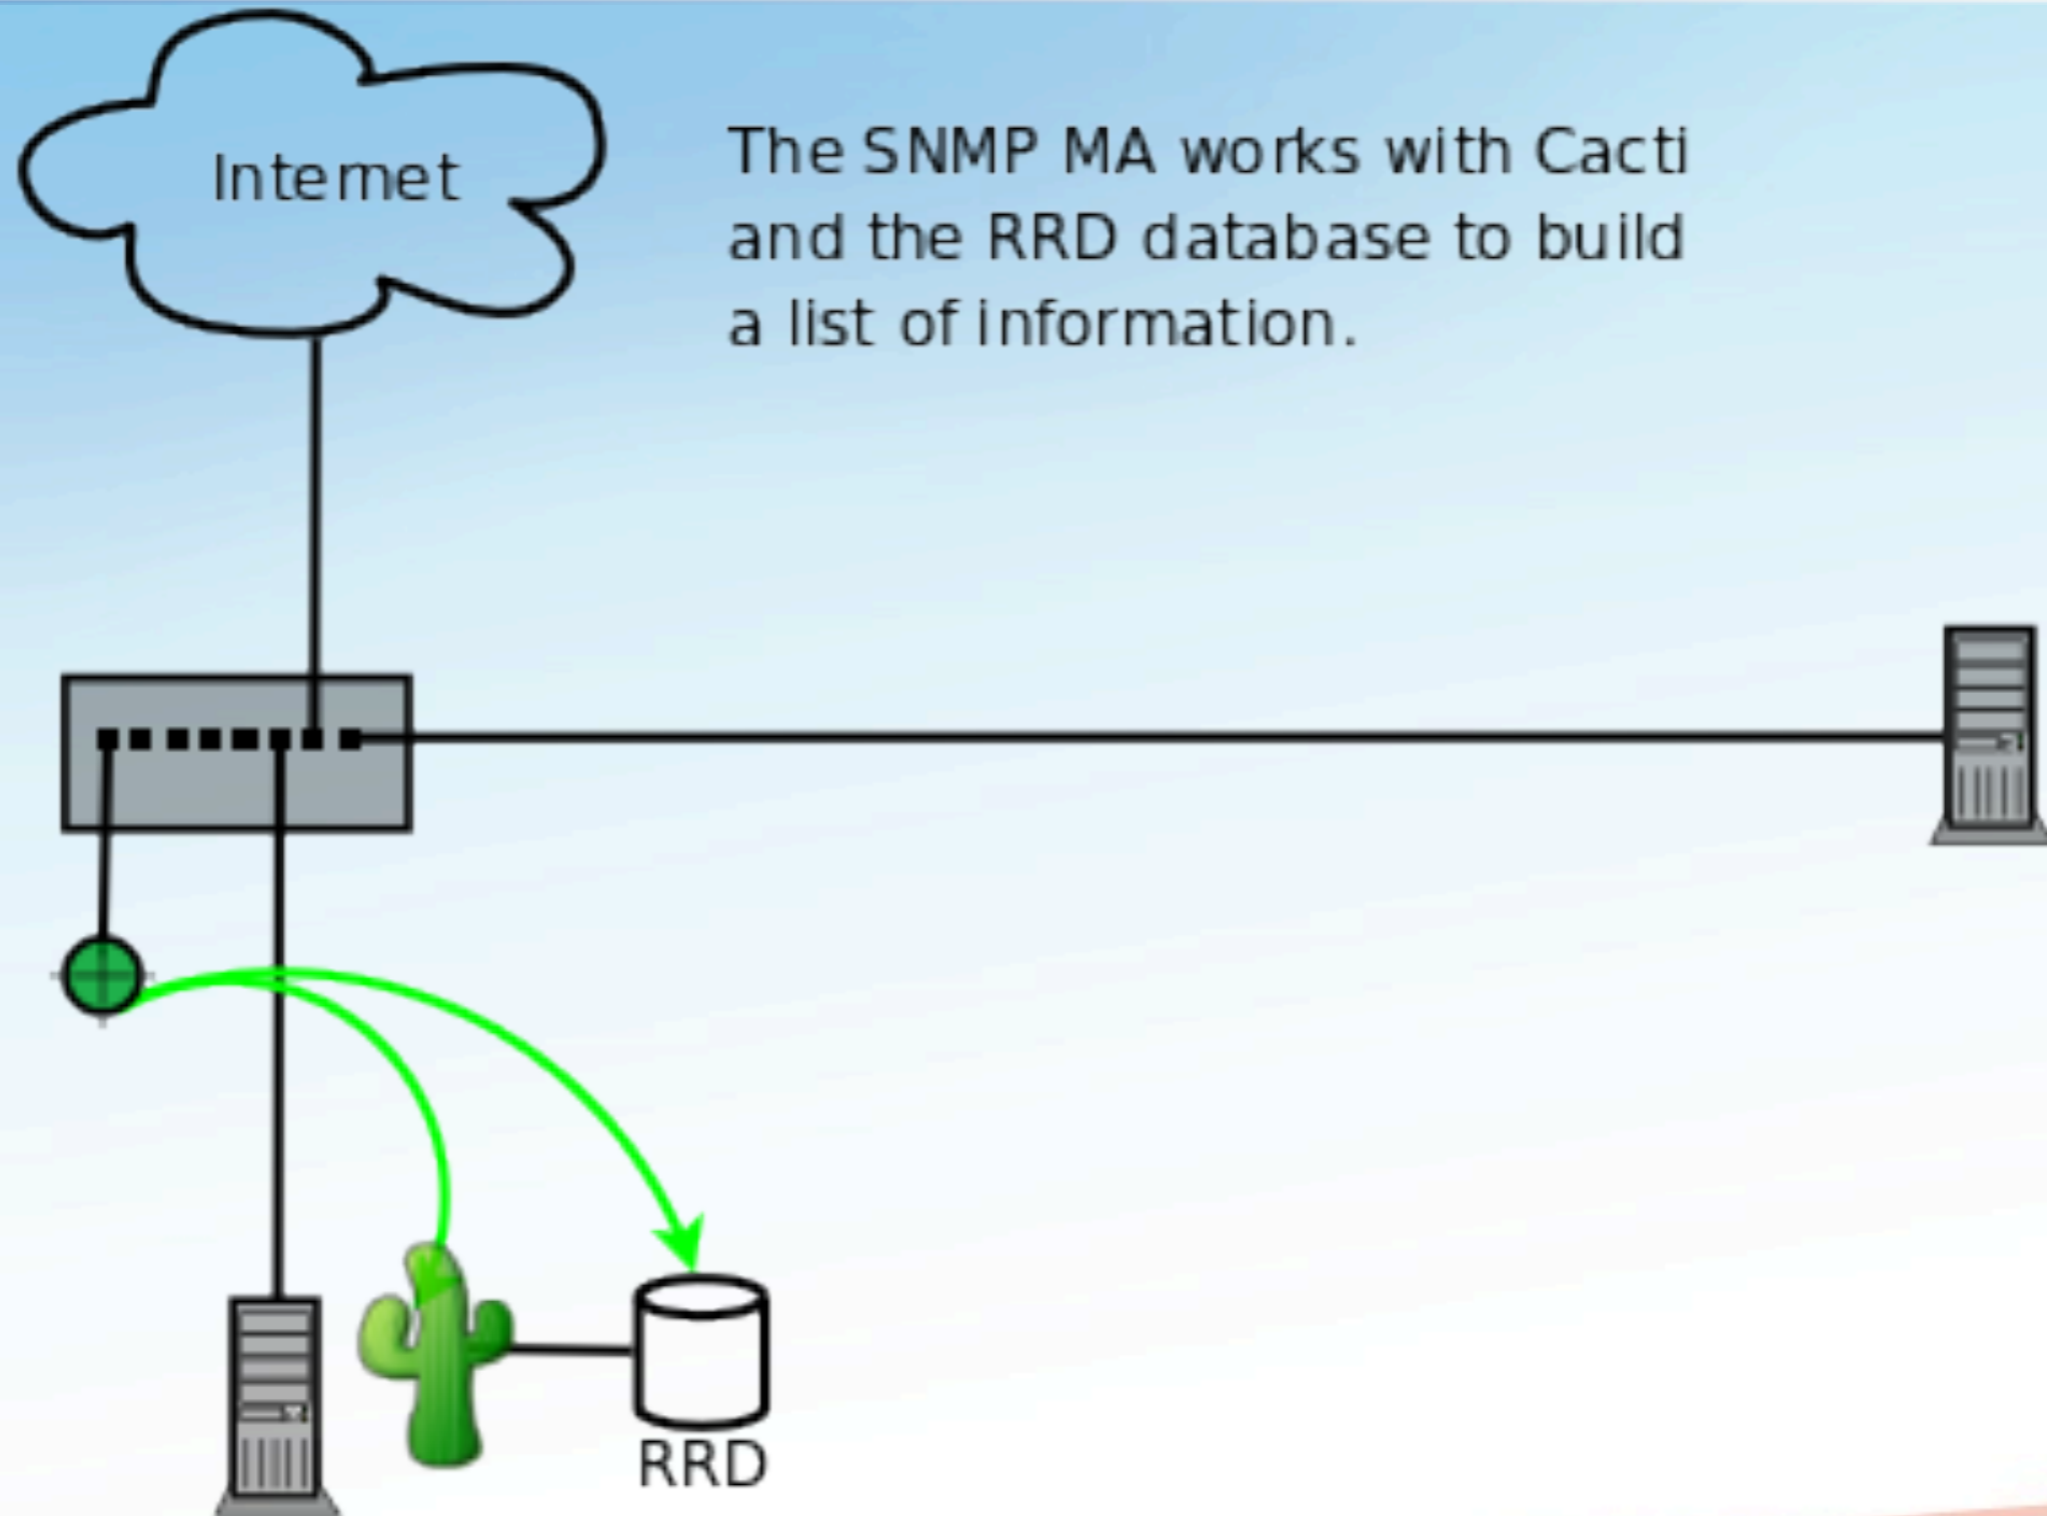 Internet
The SNMP MA works with Cacti
and the RRD database to build
a list of information.
RRD